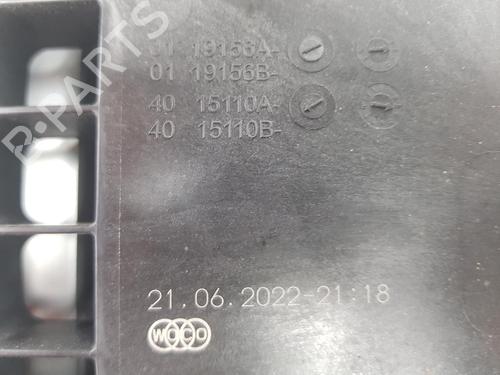 01 19156A-
01 19156B-
40 15110A-
40 15110B-
21.06.2022-21:18
WOCO
B-PARTS